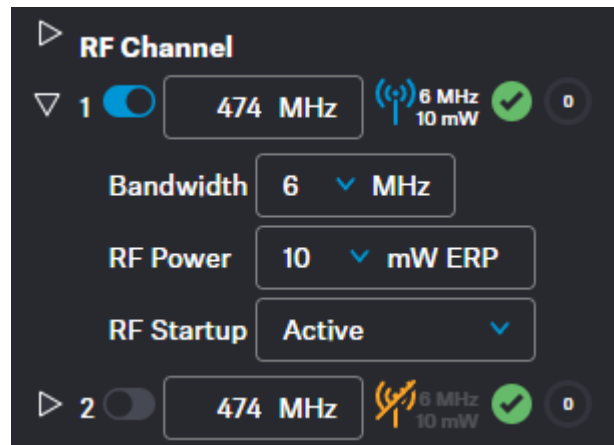 RF Channel
1 474 MHz 6 MHz 10 mW 0
Bandwidth 6 MHz
RF Power 10 mW ERP
RF Startup Active
2 474 MHz 6 MHz 10 mW 0